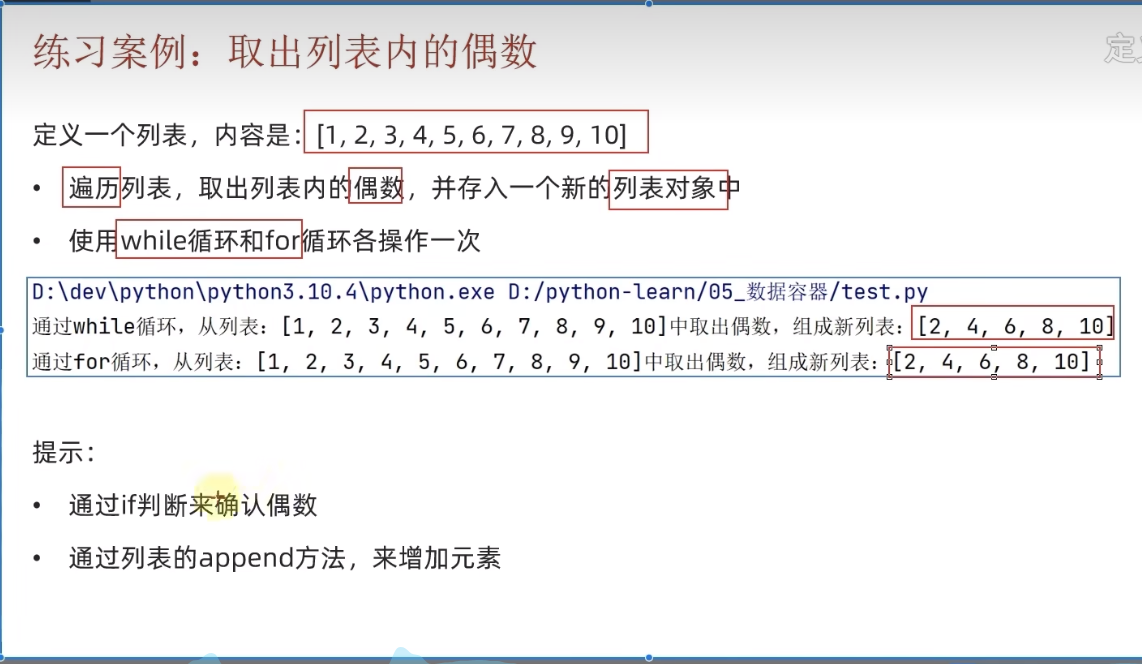 练习案例：取出列表内的偶数
定义一个列表，内容是：[1, 2, 3, 4, 5, 6, 7, 8, 9, 10]
• 遍历列表，取出列表内的偶数，并存入一个新的列表对象中
• 使用while循环和for循环各操作一次
D:\dev\python\python3.10.4\python.exe D:/python-learn/05_数据容器/test.py
通过while循环，从列表：[1, 2, 3, 4, 5, 6, 7, 8, 9, 10]中取出偶数，组成新列表：[2, 4, 6, 8, 10]
通过for循环，从列表：[1, 2, 3, 4, 5, 6, 7, 8, 9, 10]中取出偶数，组成新列表：[2, 4, 6, 8, 10]
提示：
• 通过if判断来确认偶数
• 通过列表的append方法，来增加元素